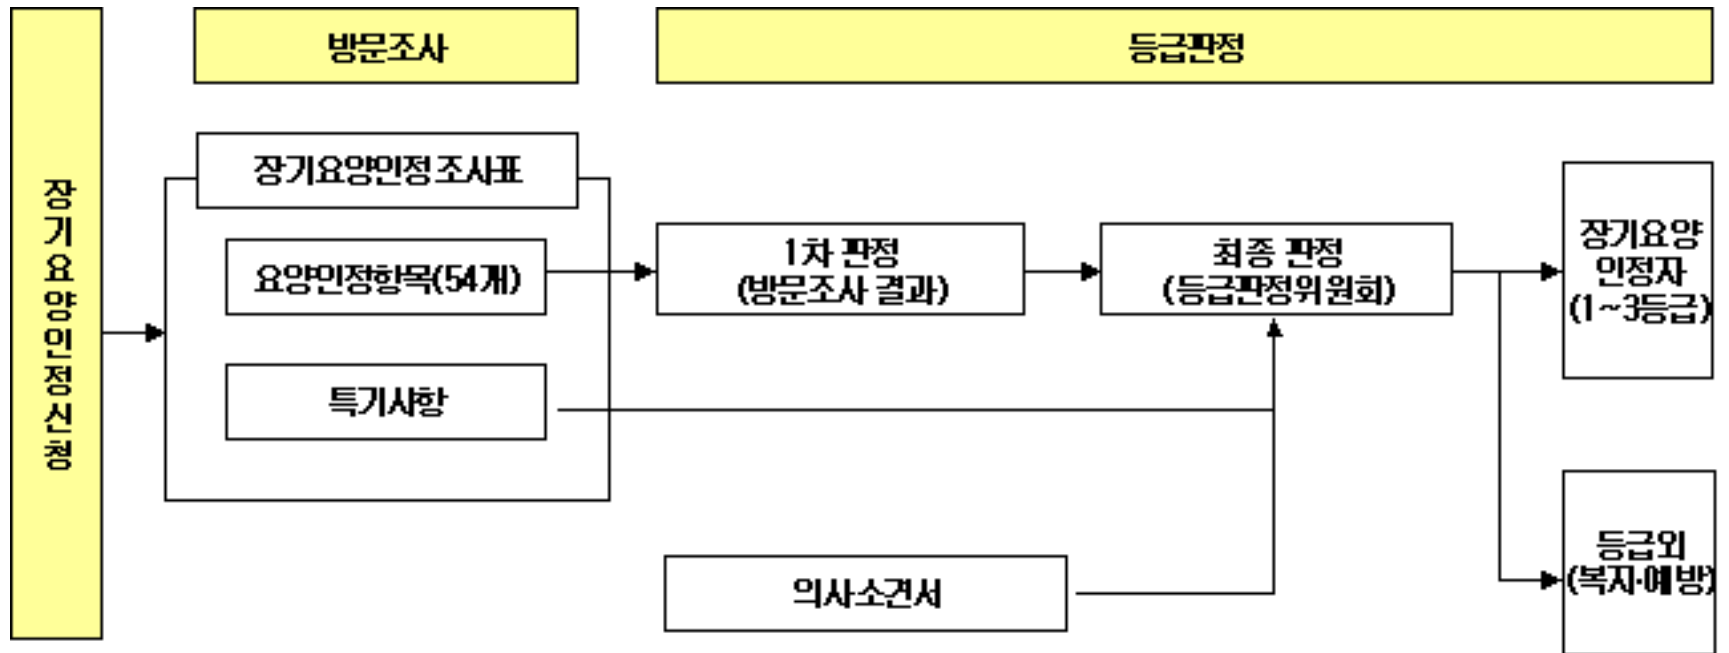 장기요양인정신청
방문조사
등급판정
장기요양인정 조사표
요양인정항목(54개)
특기사항
1차 판정
(방문조사 결과)
최종 판정
(등급판정위원회)
의사소견서
장기요양
인정자
(1~3등급)
등급외
(복지·예방)